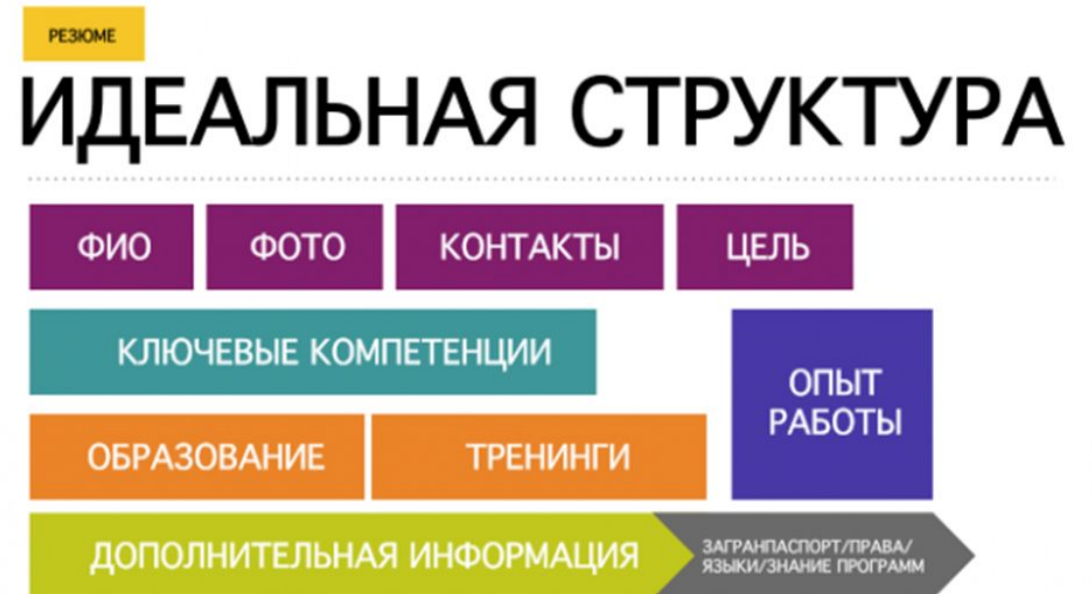 РЕЗЮМЕ
ИДЕАЛЬНАЯ СТРУКТУРА
ФИО
ФОТО
КОНТАКТЫ
ЦЕЛЬ
КЛЮЧЕВЫЕ КОМПЕТЕНЦИИ
ОПЫТ
РАБОТЫ
ОБРАЗОВАНИЕ
ТРЕНИНГИ
ДОПОЛНИТЕЛЬНАЯ ИНФОРМАЦИЯ
ЗАГРАНПАСПОРТ/ПРАВА/
ЯЗЫКИ/ЗНАНИЕ ПРОГРАММ